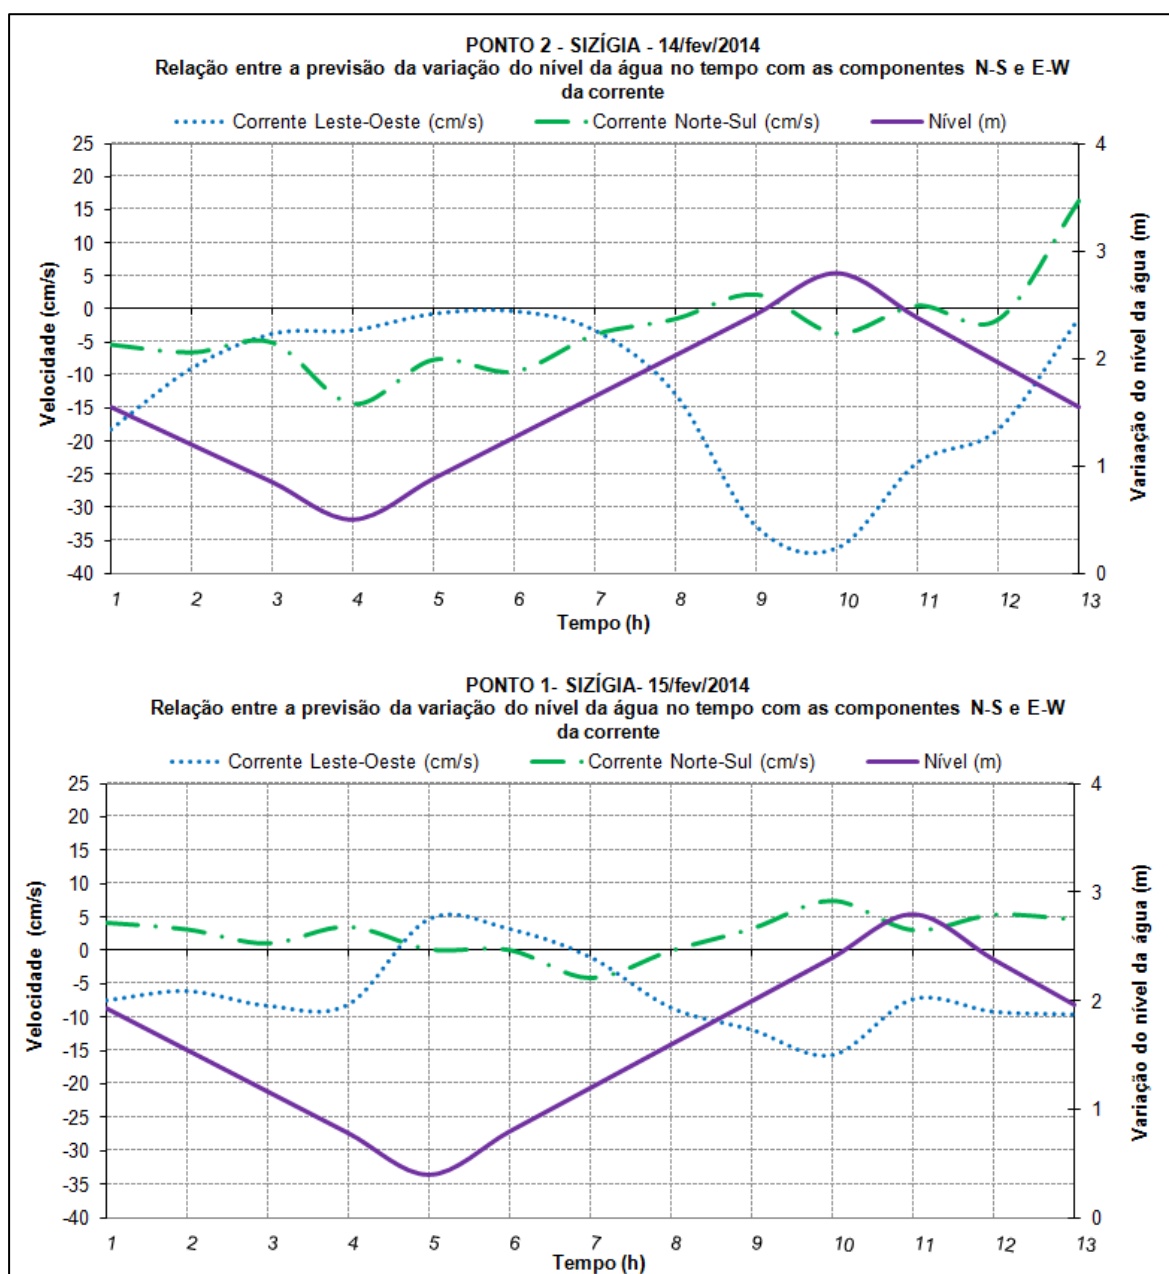 PONTO 2 - SIZÍGIA - 14/fev/2014
Relação entre a previsão da variação do nível da água no tempo com as componentes N-S e E-W
da corrente
Corrente Leste-Oeste (cm/s) Corrente Norte-Sul (cm/s) Nível (m)
Velocidade (cm/s)
25
20
15
10
5
0
-5
-10
-15
-20
-25
-30
-35
-40
4
3
2
1
0
Variação do nível da água (m)
1 2 3 4 5 6 7 8 9 10 11 12 13
Tempo (h)
PONTO 1- SIZÍGIA- 15/fev/2014
Relação entre a previsão da variação do nível da água no tempo com as componentes N-S e E-W
da corrente
Corrente Leste-Oeste (cm/s) Corrente Norte-Sul (cm/s) Nível (m)
Velocidade (cm/s)
25
20
15
10
5
0
-5
-10
-15
-20
-25
-30
-35
-40
4
3
2
1
0
Variação do nível da água (m)
1 2 3 4 5 6 7 8 9 10 11 12 13
Tempo (h)